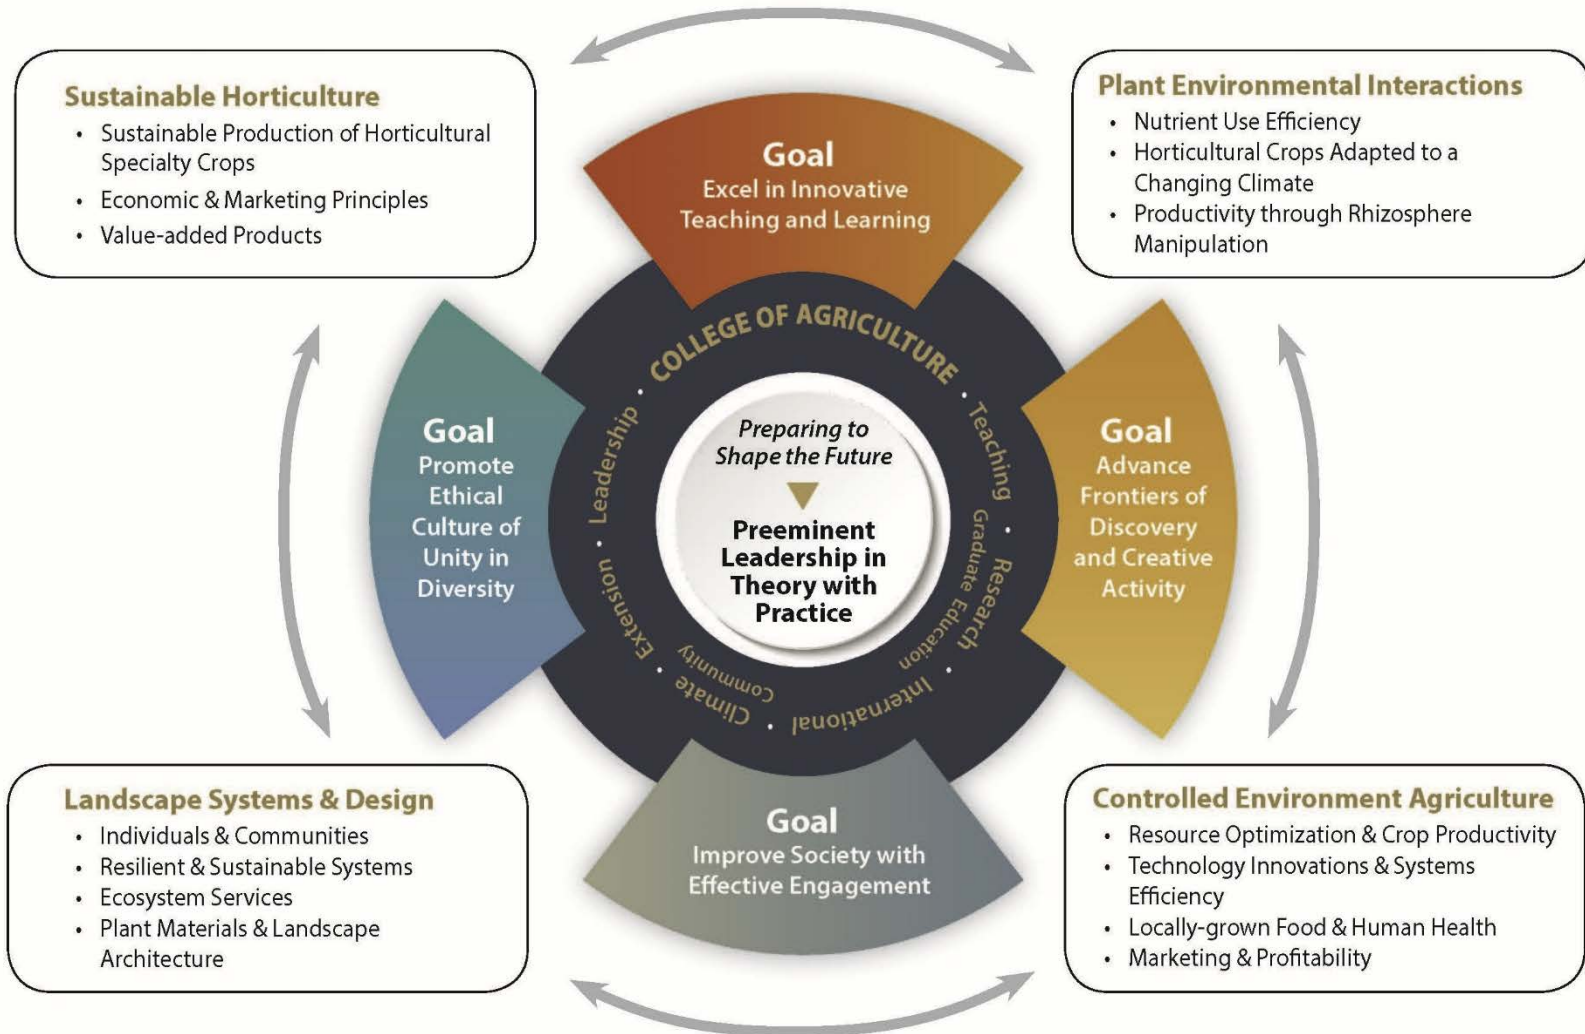 Sustainable Horticulture
• Sustainable Production of Horticultural
Specialty Crops
• Economic & Marketing Principles
• Value-added Products
Goal
Excel in Innovative
Teaching and Learning
Plant Environmental Interactions
• Nutrient Use Efficiency
• Horticultural Crops Adapted to a
Changing Climate
• Productivity through Rhizosphere
Manipulation
Goal
Promote
Ethical
Culture of
Unity in
Diversity
• COLLEGE OF AGRICULTURE •
Teaching •
Graduate Education
Research •
International •
Climate •
Community
Extension •
Leadership
Preparing to
Shape the Future
Preeminent
Leadership in
Theory with
Practice
Goal
Advance
Frontiers of
Discovery
and Creative
Activity
Landscape Systems & Design
• Individuals & Communities
• Resilient & Sustainable Systems
• Ecosystem Services
• Plant Materials & Landscape
Architecture
Goal
Improve Society with
Effective Engagement
Controlled Environment Agriculture
• Resource Optimization & Crop Productivity
• Technology Innovations & Systems
Efficiency
• Locally-grown Food & Human Health
• Marketing & Profitability